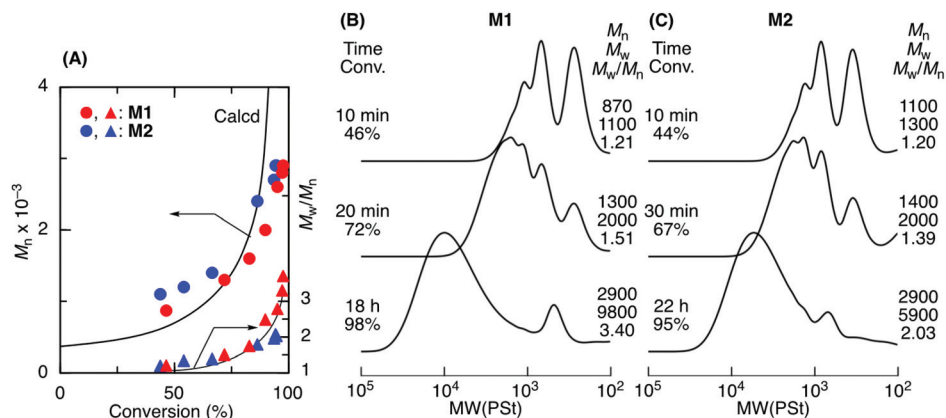 (A)
4
2
0
Mn x 10⁻³
●, ▲: M1
●, ▲: M2
Calcd
3
2
1
Mw/Mn
0
50
100
Conversion (%)
(B)
M1
Time
Conv.
Mn
Mw
Mw/Mn
10 min
46%
870
1100
1.21
20 min
72%
1300
2000
1.51
18 h
98%
2900
9800
3.40
10⁵
10⁴
10³
10²
MW(PSt)
(C)
M2
Time
Conv.
Mn
Mw
Mw/Mn
10 min
44%
1100
1300
1.20
30 min
67%
1400
2000
1.39
22 h
95%
2900
5900
2.03
10⁵
10⁴
10³
10²
MW(PSt)